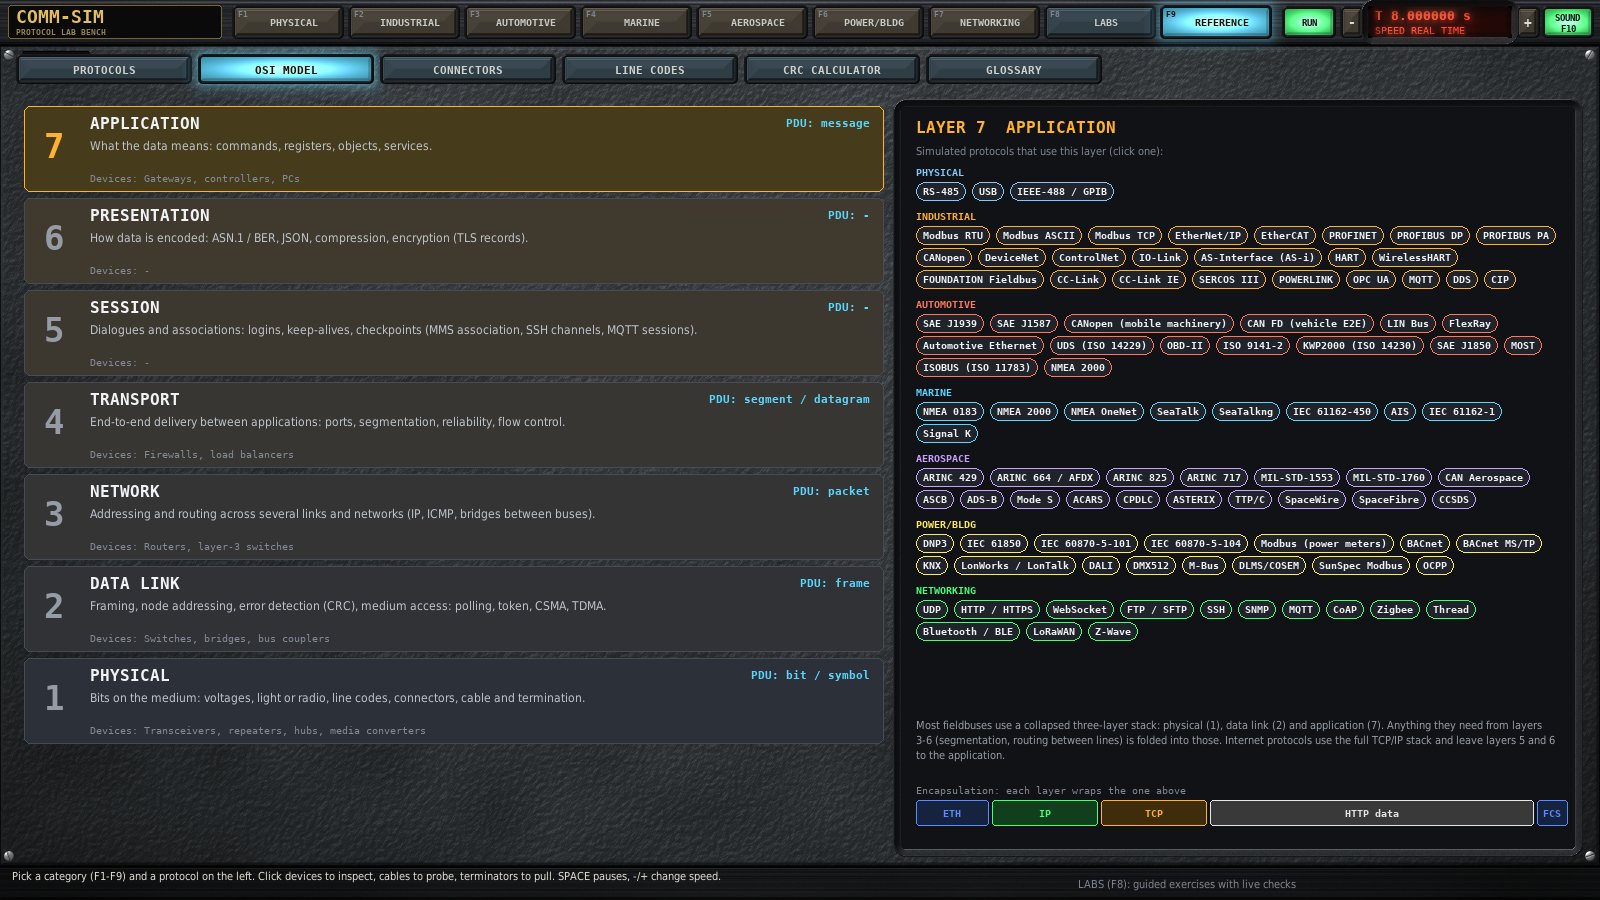 COMM-SIM
PROTOCOL LAB BENCH
F1 PHYSICAL
F2 INDUSTRIAL
F3 AUTOMOTIVE
F4 MARINE
F5 AEROSPACE
F6 POWER/BLDG
F7 NETWORKING
F8 LABS
F9 REFERENCE
RUN
-
T 8.000000 s
SPEED REAL TIME
+
SOUND
F10
PROTOCOLS
OSI MODEL
CONNECTORS
LINE CODES
CRC CALCULATOR
GLOSSARY
7
APPLICATION
PDU: message
What the data means: commands, registers, objects, services.
Devices: Gateways, controllers, PCs
6
PRESENTATION
PDU: -
How data is encoded: ASN.1 / BER, JSON, compression, encryption (TLS records).
Devices: -
5
SESSION
PDU: -
Dialogues and associations: logins, keep-alives, checkpoints (MMS association, SSH channels, MQTT sessions).
Devices: -
4
TRANSPORT
PDU: segment / datagram
End-to-end delivery between applications: ports, segmentation, reliability, flow control.
Devices: Firewalls, load balancers
3
NETWORK
PDU: packet
Addressing and routing across several links and networks (IP, ICMP, bridges between buses).
Devices: Routers, layer-3 switches
2
DATA LINK
PDU: frame
Framing, node addressing, error detection (CRC), medium access: polling, token, CSMA, TDMA.
Devices: Switches, bridges, bus couplers
1
PHYSICAL
PDU: bit / symbol
Bits on the medium: voltages, light or radio, line codes, connectors, cable and termination.
Devices: Transceivers, repeaters, hubs, media converters
LAYER 7 APPLICATION
Simulated protocols that use this layer (click one):
PHYSICAL
RS-485 USB IEEE-488 / GPIB
INDUSTRIAL
Modbus RTU Modbus ASCII Modbus TCP EtherNet/IP EtherCAT PROFINET PROFIBUS DP PROFIBUS PA
CANopen DeviceNet ControlNet IO-Link AS-Interface (AS-i) HART WirelessHART
FOUNDATION Fieldbus CC-Link CC-Link IE SERCOS III POWERLINK OPC UA MQTT DDS CIP
AUTOMOTIVE
SAE J1939 SAE J1587 CANopen (mobile machinery) CAN FD (vehicle E2E) LIN Bus FlexRay
Automotive Ethernet UDS (ISO 14229) OBD-II ISO 9141-2 KWP2000 (ISO 14230) SAE J1850 MOST
ISOBUS (ISO 11783) NMEA 2000
MARINE
NMEA 0183 NMEA 2000 NMEA OneNet SeaTalk SeaTalkng IEC 61162-450 AIS IEC 61162-1
Signal K
AEROSPACE
ARINC 429 ARINC 664 / AFDX ARINC 825 ARINC 717 MIL-STD-1553 MIL-STD-1760 CAN Aerospace
ASCB ADS-B Mode S ACARS CPDLC ASTERIX TTP/C SpaceWire SpaceFibre CCSDS
POWER/BLDG
DNP3 IEC 61850 IEC 60870-5-101 IEC 60870-5-104 Modbus (power meters) BACnet BACnet MS/TP
KNX LonWorks / LonTalk DALI DMX512 M-Bus DLMS/COSEM SunSpec Modbus OCPP
NETWORKING
UDP HTTP / HTTPS WebSocket FTP / SFTP SSH SNMP MQTT CoAP Zigbee Thread
Bluetooth / BLE LoRaWAN Z-Wave
Most fieldbuses use a collapsed three-layer stack: physical (1), data link (2) and application (7). Anything they need from layers
3-6 (segmentation, routing between lines) is folded into those. Internet protocols use the full TCP/IP stack and leave layers 5 and 6
to the application.
Encapsulation: each layer wraps the one above
ETH IP TCP HTTP data FCS
Pick a category (F1-F9) and a protocol on the left. Click devices to inspect, cables to probe, terminators to pull. SPACE pauses, -/+ change speed.
LABS (F8): guided exercises with live checks